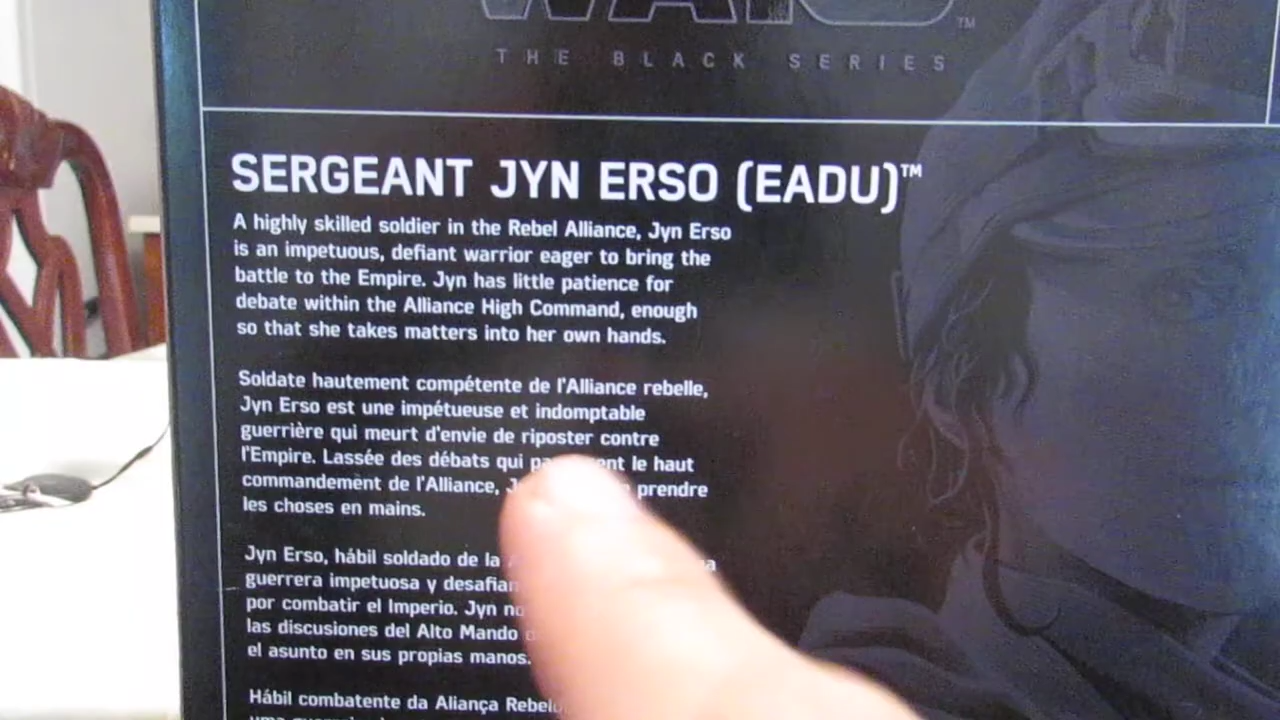 WARS™
THE BLACK SERIES
SERGEANT JYN ERSO (EADU)™
A highly skilled soldier in the Rebel Alliance, Jyn Erso
is an impetuous, defiant warrior eager to bring the
battle to the Empire. Jyn has little patience for
debate within the Alliance High Command, enough
so that she takes matters into her own hands.
Soldate hautement compétente de l'Alliance rebelle,
Jyn Erso est une impétueuse et indomptable
guerrière qui meurt d'envie de riposter contre
l'Empire. Lassée des débats qui le haut
commandement de l'Alliance, prendre
les choses en mains.
Jyn Erso, hábil soldado de la
guerrera impetuosa y
por combatir el Imperio. Jyn no
las discusiones del Alto Mando
el asunto en sus propias manos.
Hábil combatente da Aliança